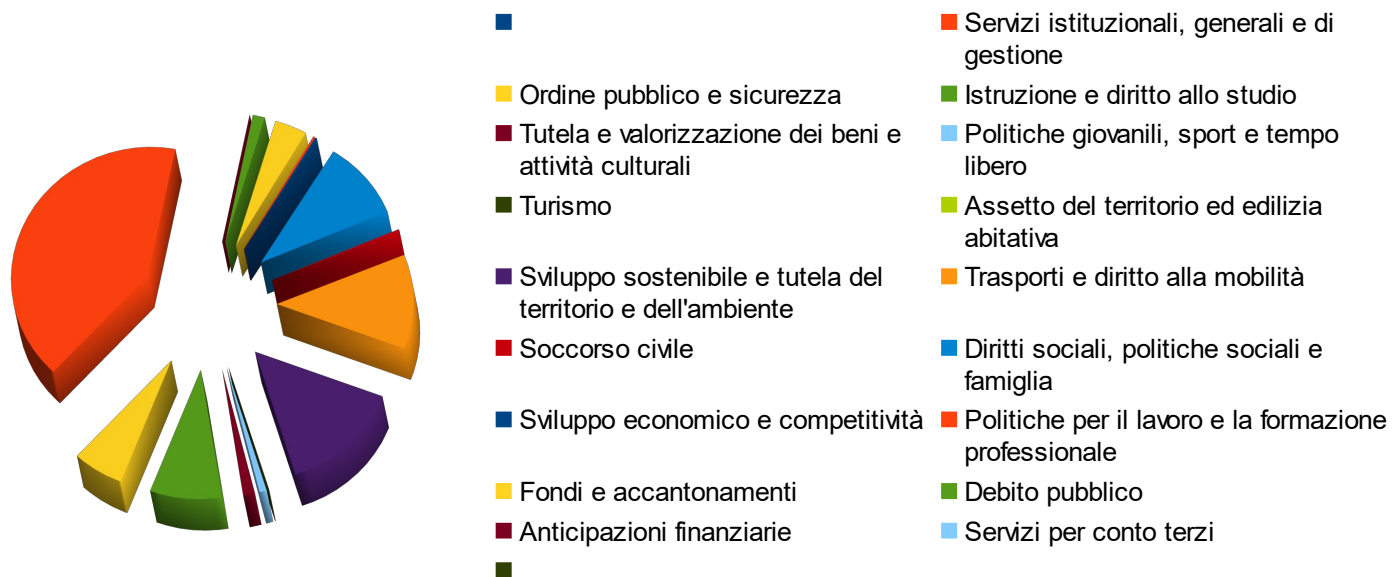 Servizi istituzionali, generali e di
gestione
Ordine pubblico e sicurezza
Istruzione e diritto allo studio
Tutela e valorizzazione dei beni e
attività culturali
Politiche giovanili, sport e tempo
libero
Turismo
Assetto del territorio ed edilizia
abitativa
Sviluppo sostenibile e tutela del
territorio e dell'ambiente
Trasporti e diritto alla mobilità
Soccorso civile
Diritti sociali, politiche sociali e
famiglia
Sviluppo economico e competitività
Politiche per il lavoro e la formazione
professionale
Fondi e accantonamenti
Debito pubblico
Anticipazioni finanziarie
Servizi per conto terzi